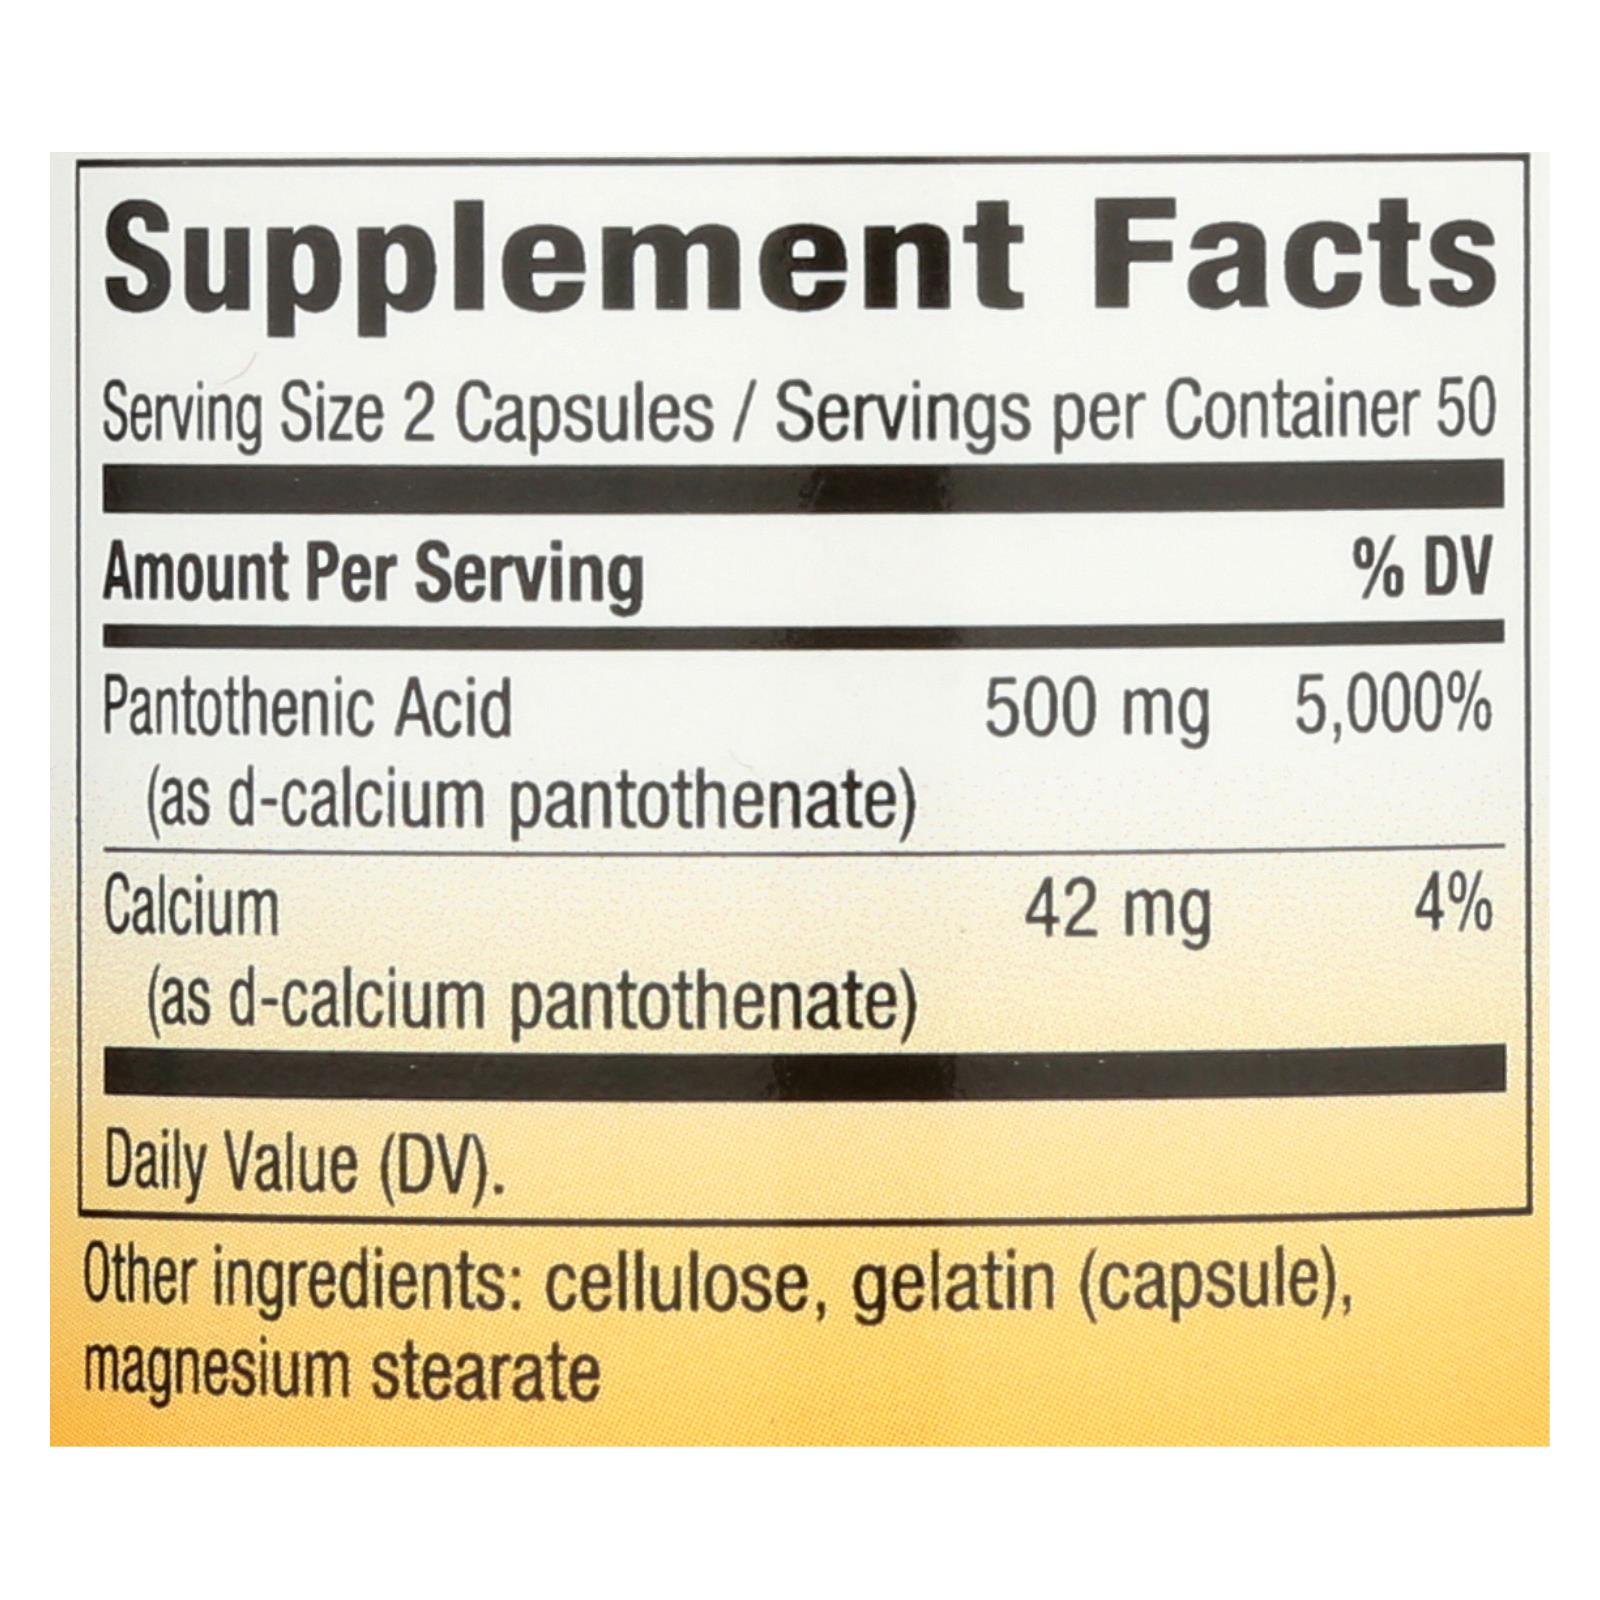 Supplement Facts
Serving Size 2 Capsules / Servings per Container 50
Amount Per Serving % DV
Pantothenic Acid 500 mg 5,000%
(as d-calcium pantothenate)
Calcium 42 mg 4%
(as d-calcium pantothenate)
Daily Value (DV).
Other ingredients: cellulose, gelatin (capsule),
magnesium stearate